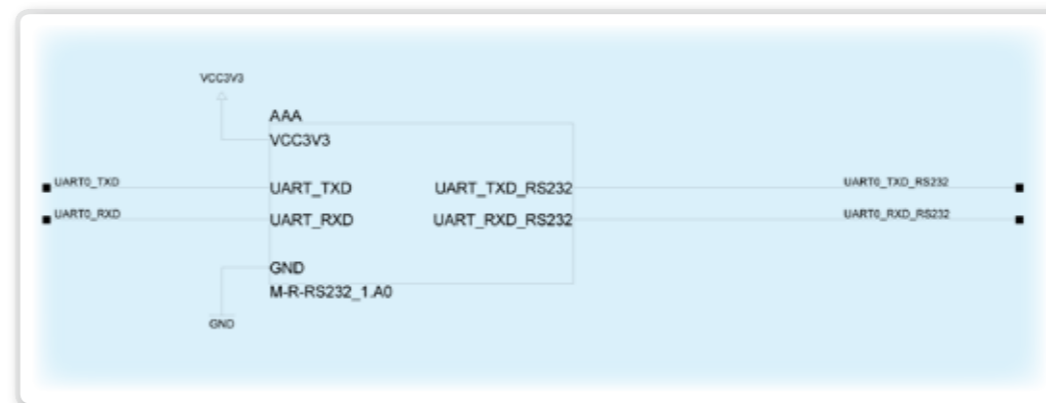 VCC3V3
AAA
VCC3V3
UART0_TXD UART_TXD UART_TXD_RS232 UART0_TXD_RS232
UART0_RXD UART_RXD UART_RXD_RS232 UART0_RXD_RS232
GND
M-R-RS232_1.A0
GND